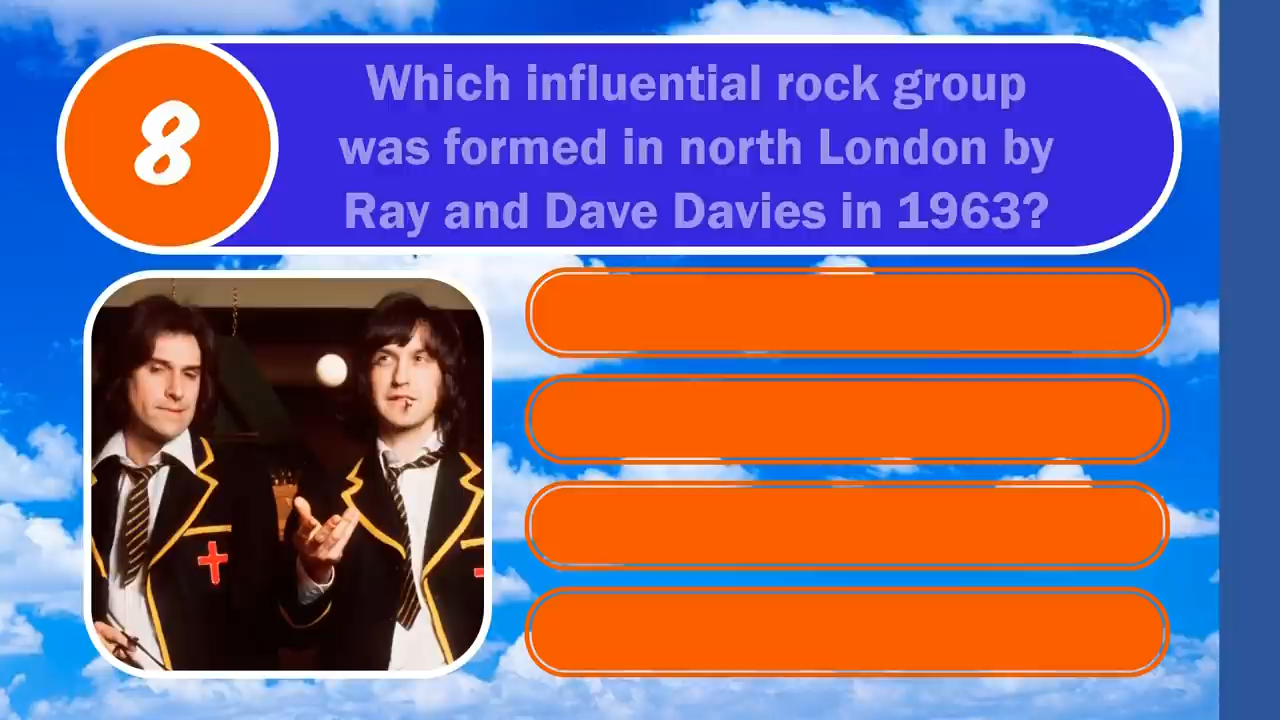 8
Which influential rock group
was formed in north London by
Ray and Dave Davies in 1963?